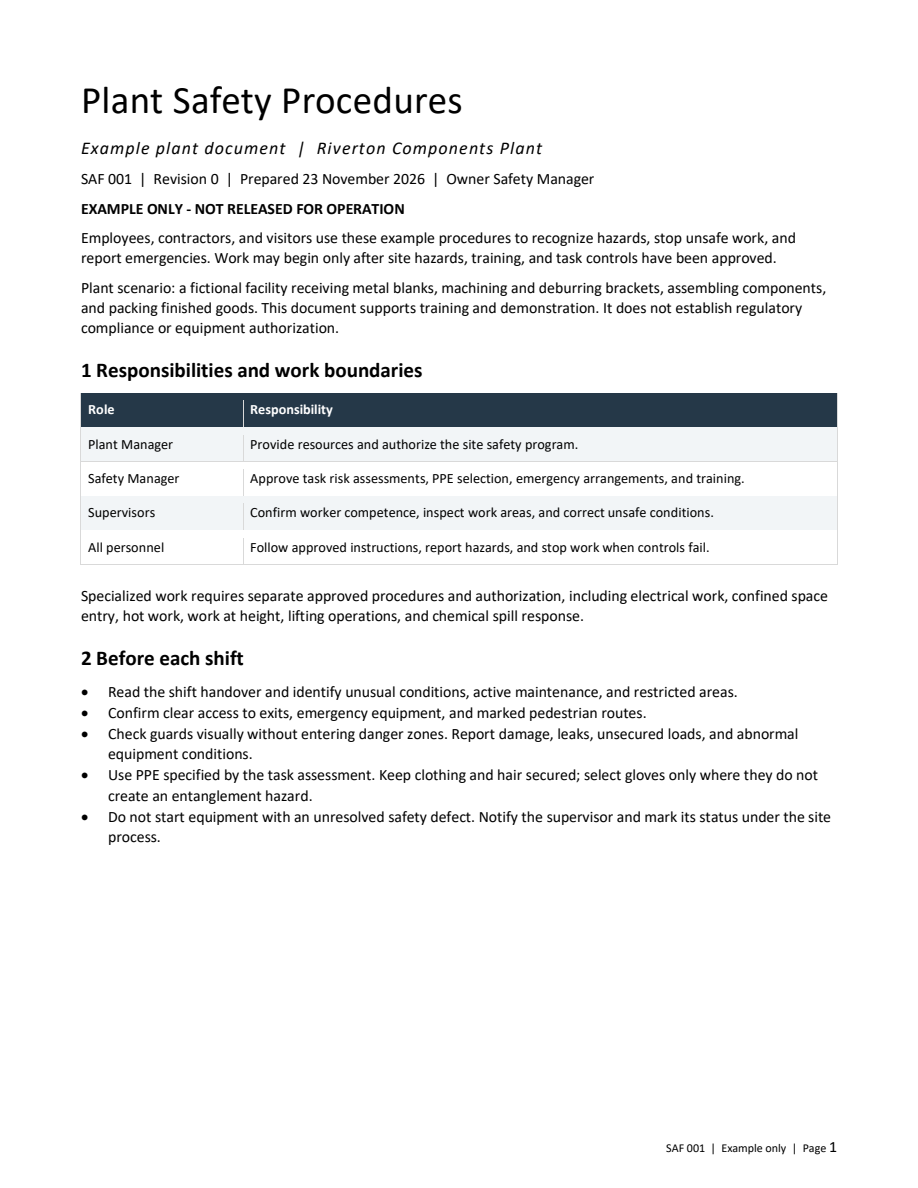 Plant Safety Procedures
Example plant document | Riverton Components Plant
SAF 001 | Revision 0 | Prepared 23 November 2026 | Owner Safety Manager
EXAMPLE ONLY - NOT RELEASED FOR OPERATION
Employees, contractors, and visitors use these example procedures to recognize hazards, stop unsafe work, and
report emergencies. Work may begin only after site hazards, training, and task controls have been approved.
Plant scenario: a fictional facility receiving metal blanks, machining and deburring brackets, assembling components,
and packing finished goods. This document supports training and demonstration. It does not establish regulatory
compliance or equipment authorization.
1 Responsibilities and work boundaries
Role Responsibility
Plant Manager Provide resources and authorize the site safety program.
Safety Manager Approve task risk assessments, PPE selection, emergency arrangements, and training.
Supervisors Confirm worker competence, inspect work areas, and correct unsafe conditions.
All personnel Follow approved instructions, report hazards, and stop work when controls fail.
Specialized work requires separate approved procedures and authorization, including electrical work, confined space
entry, hot work, work at height, lifting operations, and chemical spill response.
2 Before each shift
• Read the shift handover and identify unusual conditions, active maintenance, and restricted areas.
• Confirm clear access to exits, emergency equipment, and marked pedestrian routes.
• Check guards visually without entering danger zones. Report damage, leaks, unsecured loads, and abnormal
equipment conditions.
• Use PPE specified by the task assessment. Keep clothing and hair secured; select gloves only where they do not
create an entanglement hazard.
• Do not start equipment with an unresolved safety defect. Notify the supervisor and mark its status under the site
process.
SAF 001 | Example only | Page 1